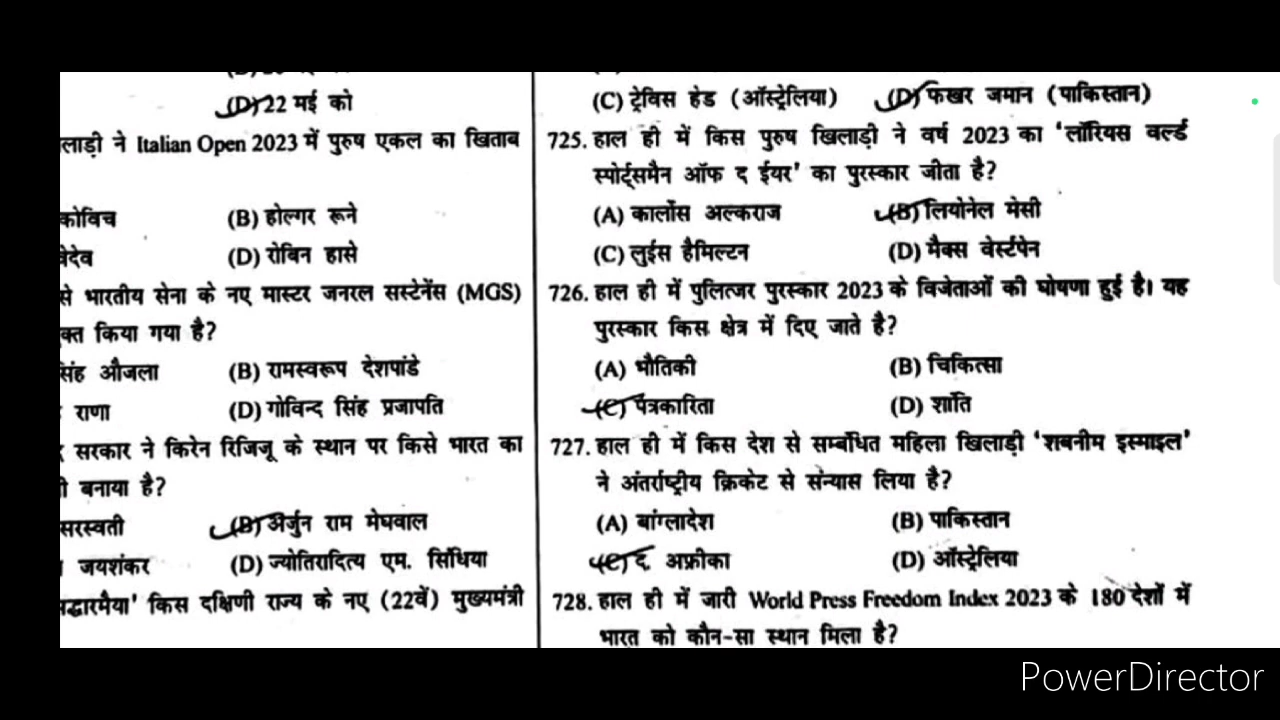 (D) 22 मई को
लाड़ी ने Italian Open 2023 में पुरुष एकल का खिताब
कोविच (B) होल्गर रूने
वेदेव (D) रोबिन हासे
से भारतीय सेना के नए मास्टर जनरल सस्टेनेंस (MGS)
क्त किया गया है?
सिंह औजला (B) रामस्वरूप देशपांडे
राणा (D) गोविन्द सिंह प्रजापति
सरकार ने किरेन रिजिजू के स्थान पर किसे भारत का
बनाया है?
सरस्वती (B) अर्जुन राम मेघवाल
जयशंकर (D) ज्योतिरादित्य एम. सिंधिया
द्धारमैया' किस दक्षिणी राज्य के नए (22वें) मुख्यमंत्री
(C) ट्रेविस हेड (ऑस्ट्रेलिया) (D) फखर जमान (पाकिस्तान)
725. हाल ही में किस पुरुष खिलाड़ी ने वर्ष 2023 का 'लॉरियस वर्ल्ड
स्पोर्ट्समैन ऑफ द ईयर' का पुरस्कार जीता है?
(A) कार्लोस अल्कराज (B) लियोनेल मेसी
(C) लुईस हैमिल्टन (D) मैक्स वेर्स्टपेन
726. हाल ही में पुलित्जर पुरस्कार 2023 के विजेताओं की घोषणा हुई है। यह
पुरस्कार किस क्षेत्र में दिए जाते है?
(A) भौतिकी (B) चिकित्सा
(C) पत्रकारिता (D) शांति
727. हाल ही में किस देश से सम्बंधित महिला खिलाड़ी 'शबनीम इस्माइल'
ने अंतर्राष्ट्रीय क्रिकेट से संन्यास लिया है?
(A) बांग्लादेश (B) पाकिस्तान
(C) द. अफ्रीका (D) ऑस्ट्रेलिया
728. हाल ही में जारी World Press Freedom Index 2023 के 180 देशों में
भारत को कौन-सा स्थान मिला है?
PowerDirector